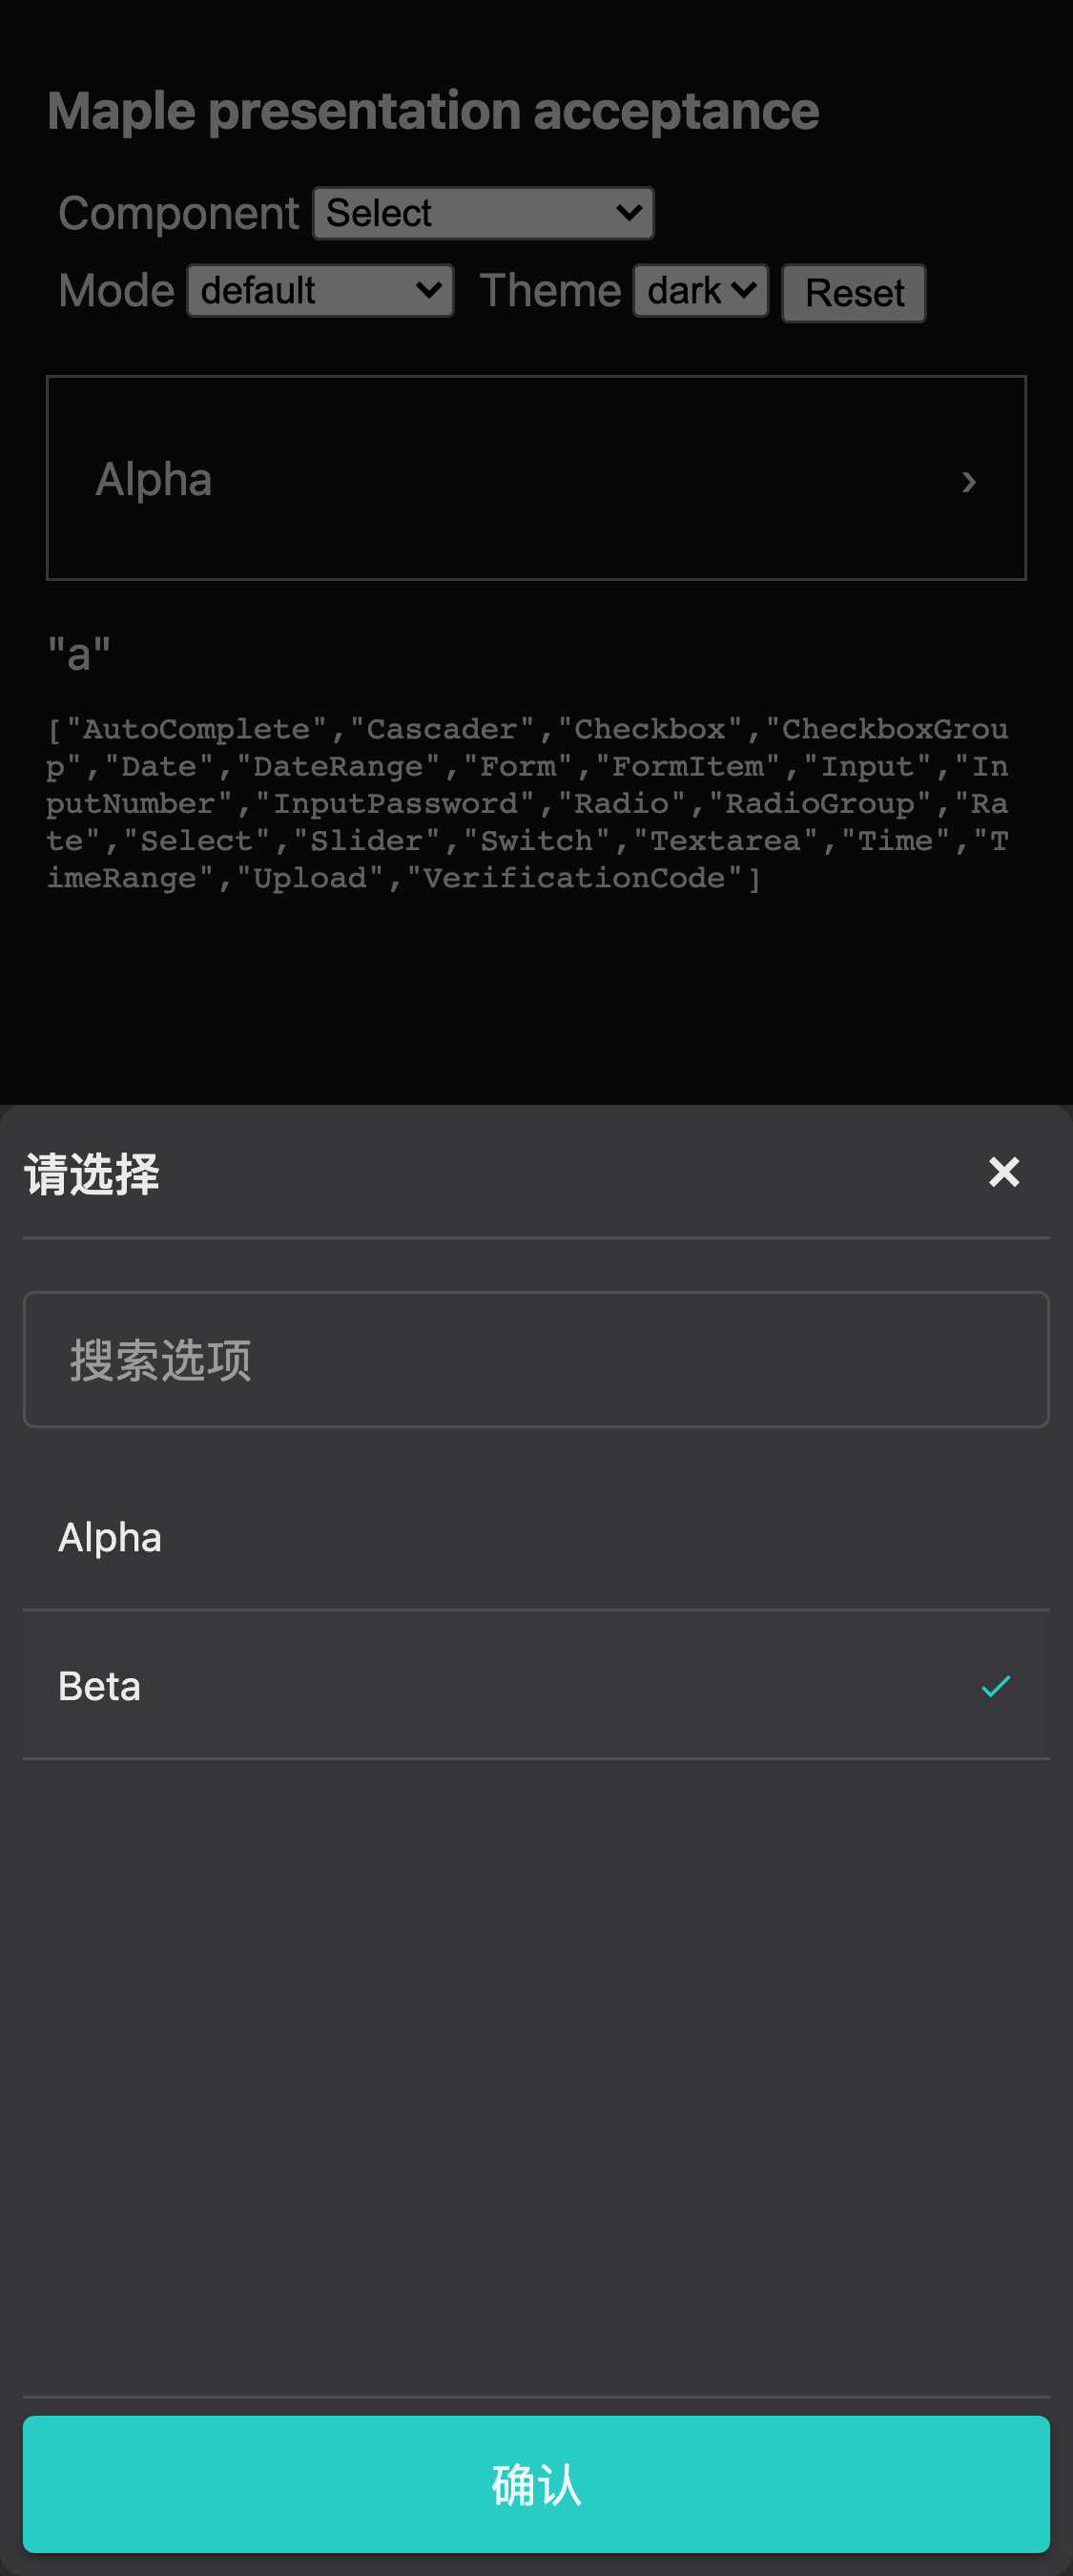 Maple presentation acceptance
Component Select
Mode default Theme dark Reset
Alpha ›
"a"
["AutoComplete","Cascader","Checkbox","CheckboxGrou
p","Date","DateRange","Form","FormItem","Input","In
putNumber","InputPassword","Radio","RadioGroup","Ra
te","Select","Slider","Switch","Textarea","Time","T
imeRange","Upload","VerificationCode"]
请选择
搜索选项
Alpha
Beta
确认